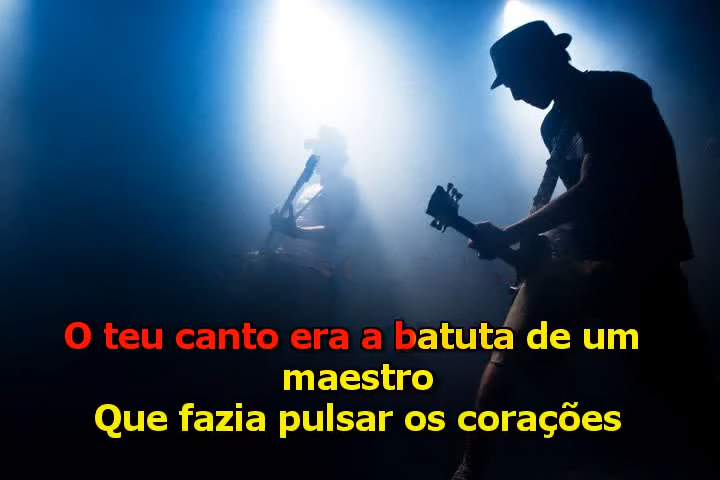 O teu canto era a batuta de um
maestro
Que fazia pulsar os corações